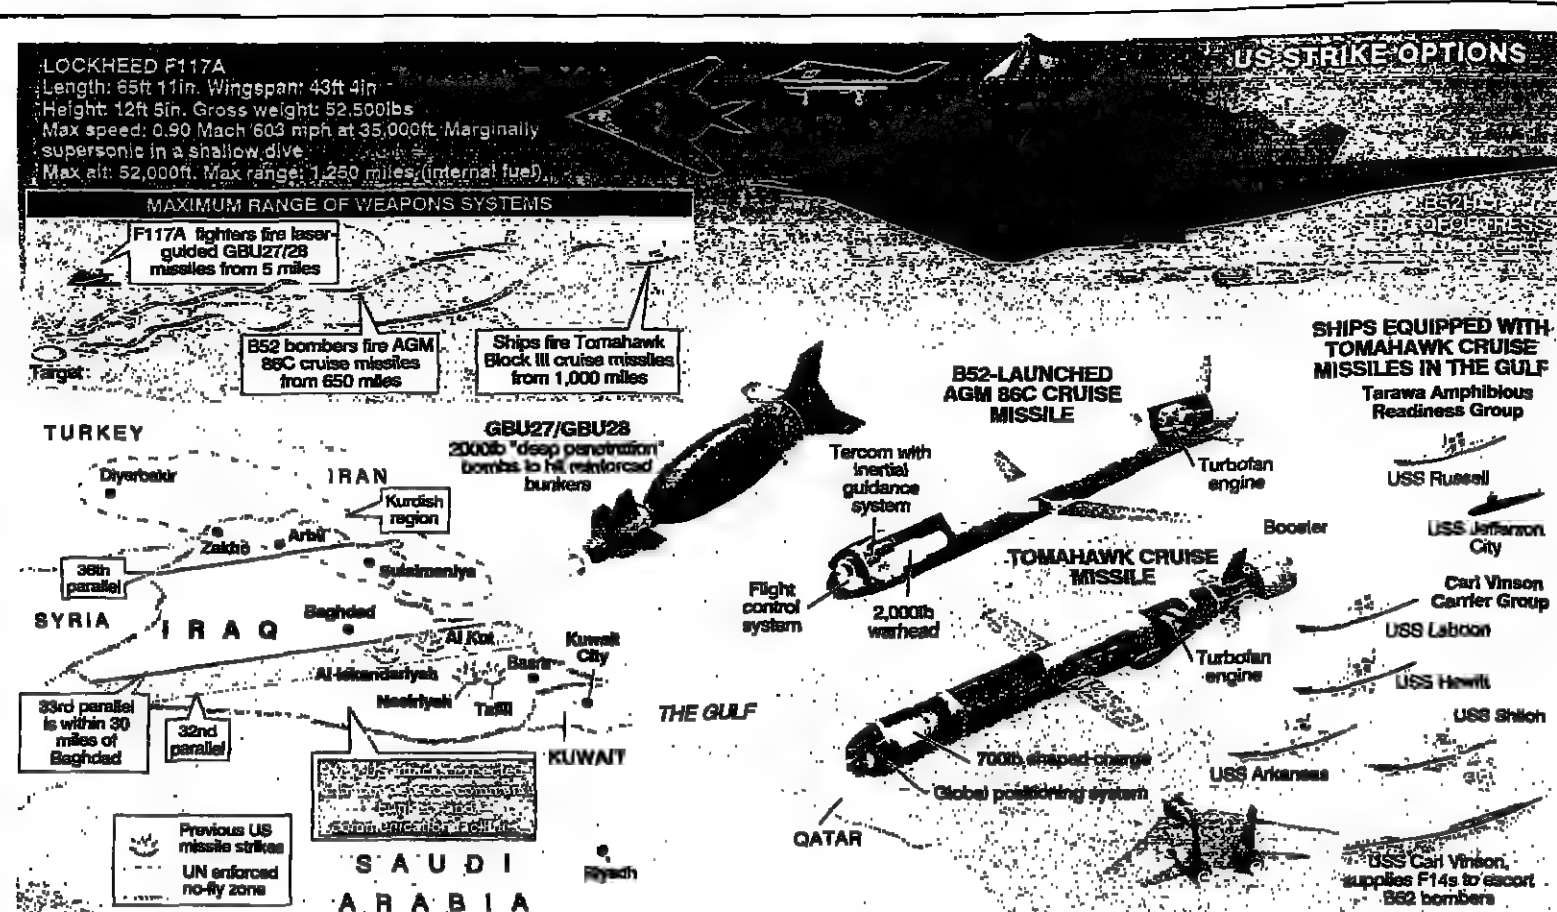 US STRIKE OPTIONS
LOCKHEED F117A
Length: 65ft 11in. Wingspan: 43ft 4in
Height: 12ft 5in. Gross weight: 52,500lbs
Max speed: 0.90 Mach 603 mph at 35,000ft. Marginally
supersonic in a shallow dive
Max alt: 52,000ft. Max range: 1,250 miles (internal fuel)
MAXIMUM RANGE OF WEAPONS SYSTEMS
F117A fighters fire laser-
guided GBU27/28
missiles from 5 miles
B52 bombers fire AGM
86C cruise missiles
from 650 miles
Ships fire Tomahawk
Block III cruise missiles
from 1,000 miles
Target
GBU27/GBU28
2000lb "deep penetration"
bombs to hit reinforced
bunkers
B52-LAUNCHED
AGM 86C CRUISE
MISSILE
Tercom with
inertial
guidance
system
Turbofan
engine
Flight
control
system
2,000lb
warhead
TOMAHAWK CRUISE
MISSILE
Booster
Turbofan
engine
700lb shaped charge
Global positioning system
SHIPS EQUIPPED WITH
TOMAHAWK CRUISE
MISSILES IN THE GULF
Tarawa Amphibious
Readiness Group
USS Russell
USS Jefferson
City
Carl Vinson
Carrier Group
USS Laboon
USS Hewitt
USS Shiloh
USS Arkansas
USS Carl Vinson,
supplies F14s to escort
B52 bombers
TURKEY
Diyarbakir
IRAN
Kurdish
region
Zakho
Arbil
Sulaimaniya
36th
parallel
SYRIA
IRAQ
Baghdad
Al Kut
Al-Iskandariyah
Nasiriyah
Tallil
Basra
Kuwait
City
33rd parallel
is within 30
miles of
Baghdad
32nd
parallel
KUWAIT
THE GULF
QATAR
SAUDI
ARABIA
Riyadh
Previous US
missile strikes
UN enforced
no-fly zone